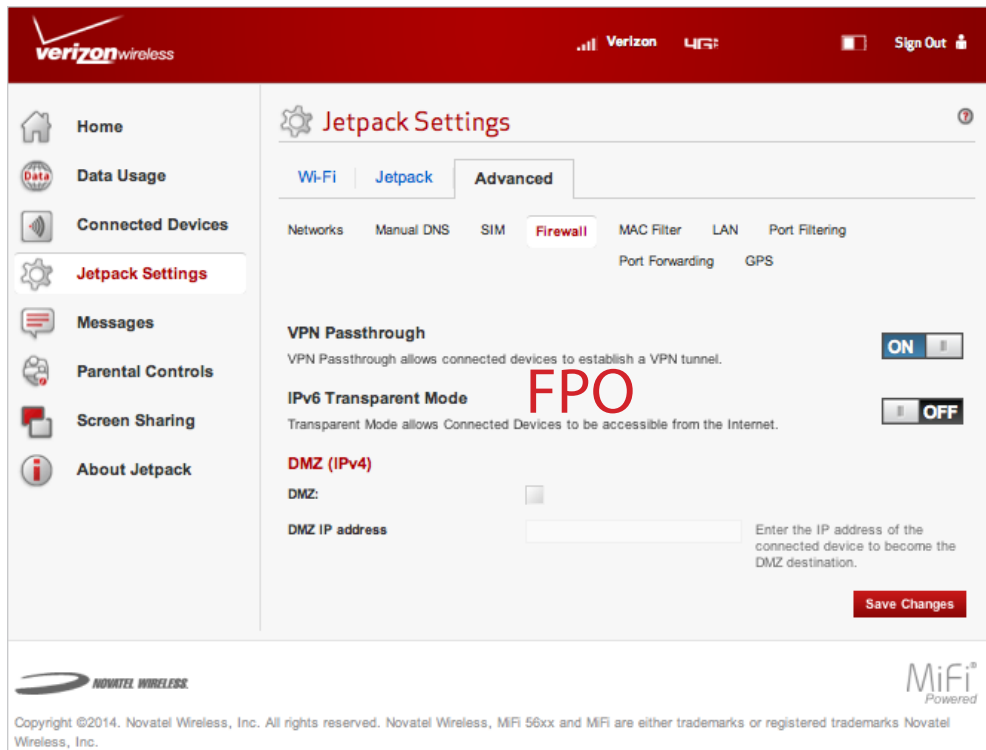 verizonwireless
Verizon 4G LTE Sign Out
Home
Data Data Usage
Connected Devices
Jetpack Settings
Messages
Parental Controls
Screen Sharing
About Jetpack
Jetpack Settings ?
Wi-Fi Jetpack Advanced
Networks Manual DNS SIM Firewall MAC Filter LAN Port Filtering
Port Forwarding GPS
VPN Passthrough
VPN Passthrough allows connected devices to establish a VPN tunnel.
ON
FPO
IPv6 Transparent Mode
Transparent Mode allows Connected Devices to be accessible from the Internet.
OFF
DMZ (IPv4)
DMZ:
DMZ IP address
Enter the IP address of the
connected device to become the
DMZ destination.
Save Changes
NOVATEL WIRELESS.
MiFi®
Powered
Copyright ©2014. Novatel Wireless, Inc. All rights reserved. Novatel Wireless, MiFi 56xx and MiFi are either trademarks or registered trademarks Novatel
Wireless, Inc.